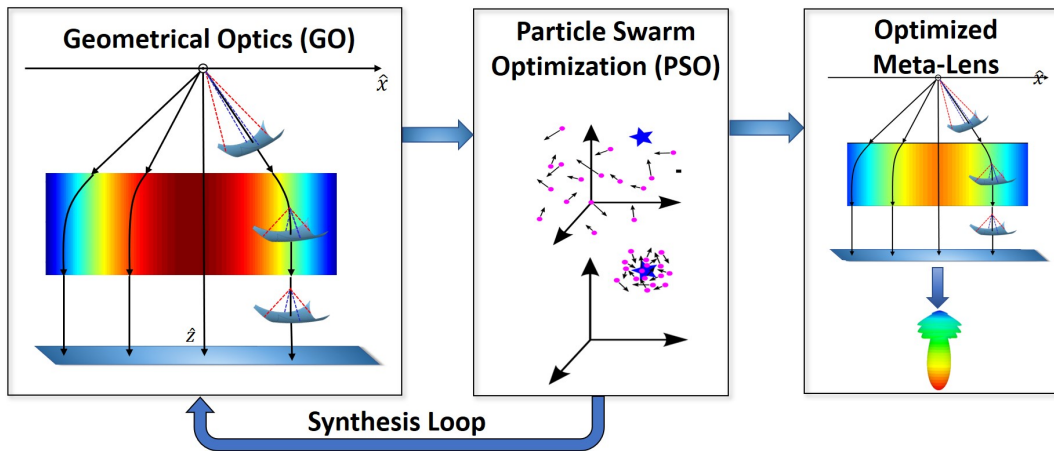 Geometrical Optics (GO)
x̂
ẑ
Particle Swarm
Optimization (PSO)
Optimized
Meta-Lens
x̂
Synthesis Loop